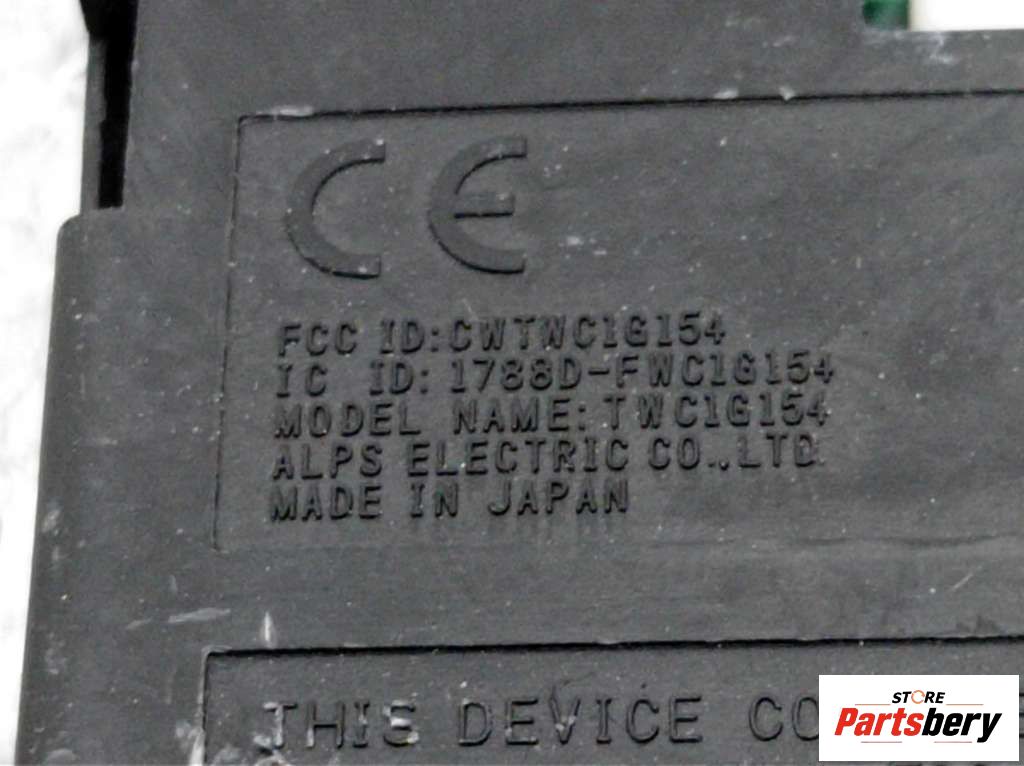 CE
FCC ID:CWTWC1G154
IC ID: 1788D-FWC1G154
MODEL NAME: TWC1G154
ALPS ELECTRIC CO.,LTD
MADE IN JAPAN
THIS DEVICE CO
STORE
Partsbery